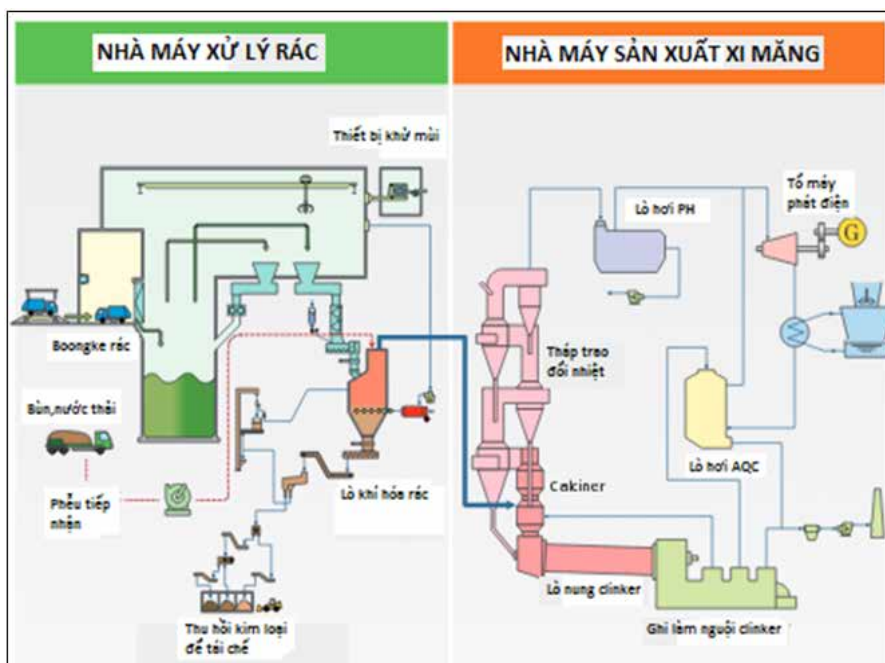 NHÀ MÁY XỬ LÝ RÁC
NHÀ MÁY SẢN XUẤT XI MĂNG
Thiết bị khử mùi
Boongke rác
Bùn,nước thải
Phễu tiếp
nhận
Lò khí hóa rác
Thu hồi kim loại
để tái chế
Lò hơi PH
Tổ máy
phát điện
G
Tháp trao
đổi nhiệt
Lò hơi AQC
Cakiner
Lò nung clinker
Ghi làm nguội clinker